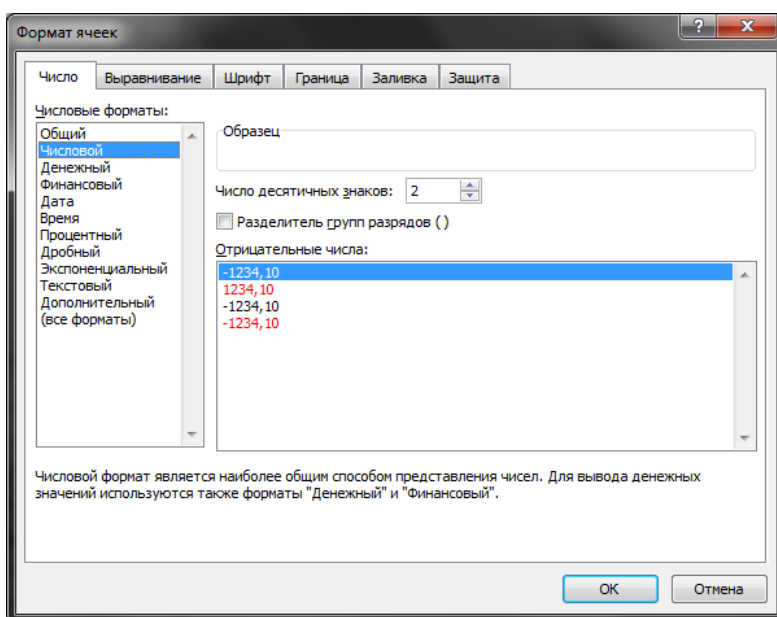 Формат ячеек
Число Выравнивание Шрифт Граница Заливка Защита
Числовые форматы:
Общий
Числовой
Денежный
Финансовый
Дата
Время
Процентный
Дробный
Экспоненциальный
Текстовый
Дополнительный
(все форматы)
Образец
Число десятичных знаков: 2
Разделитель групп разрядов ( )
Отрицательные числа:
-1234,10
1234,10
-1234,10
-1234,10
Числовой формат является наиболее общим способом представления чисел. Для вывода денежных
значений используются также форматы "Денежный" и "Финансовый".
ОК Отмена